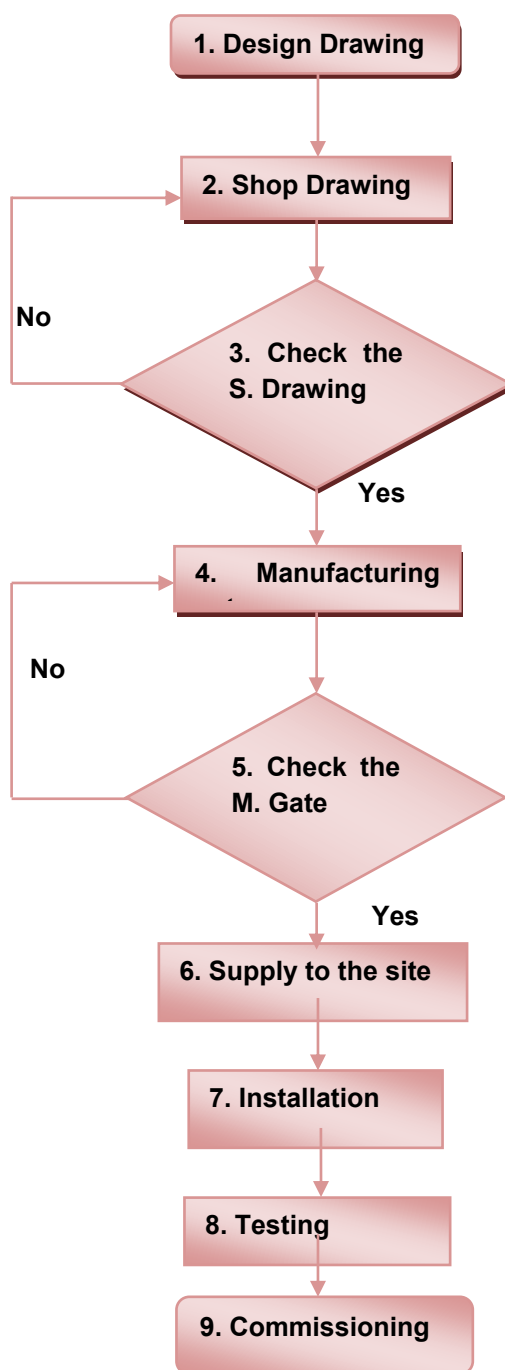 1. Design Drawing
2. Shop Drawing
No
3. Check the
S. Drawing
Yes
4. Manufacturing
No
5. Check the
M. Gate
Yes
6. Supply to the site
7. Installation
8. Testing
9. Commissioning